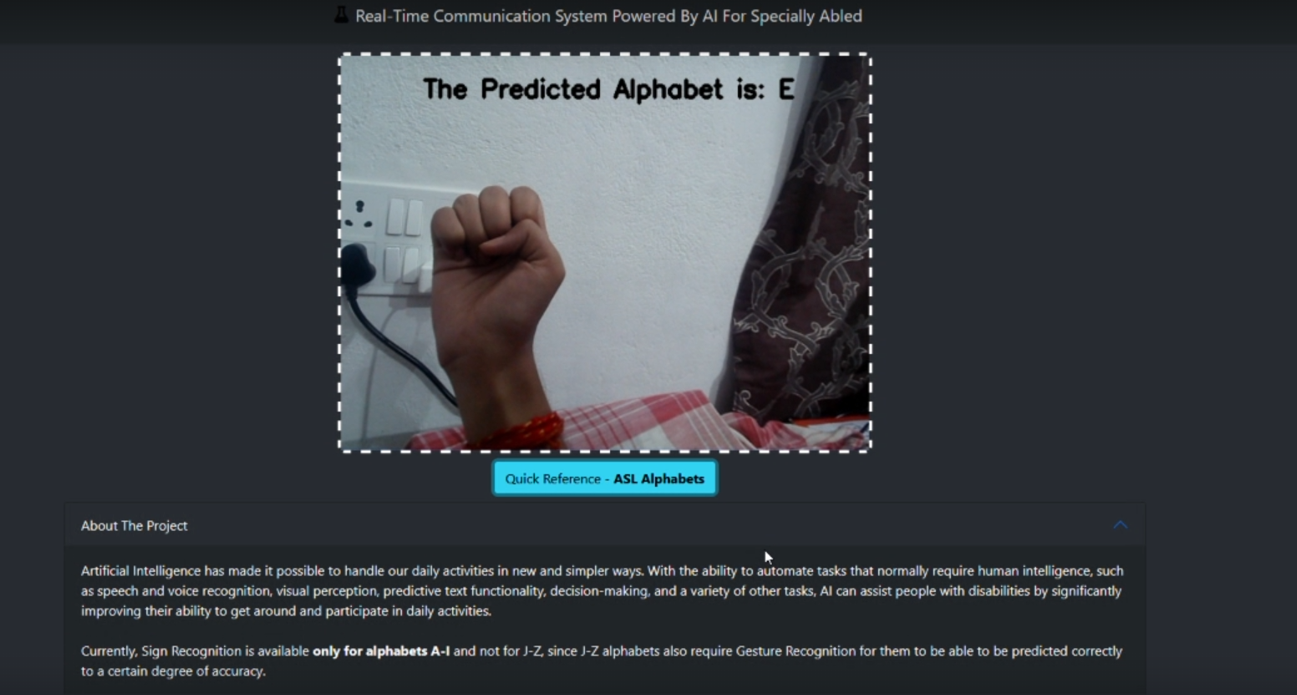 Real-Time Communication System Powered By AI For Specially Abled
The Predicted Alphabet is: E
Quick Reference - ASL Alphabets
About The Project
Artificial Intelligence has made it possible to handle our daily activities in new and simpler ways. With the ability to automate tasks that normally require human intelligence, such
as speech and voice recognition, visual perception, predictive text functionality, decision-making, and a variety of other tasks, AI can assist people with disabilities by significantly
improving their ability to get around and participate in daily activities.
Currently, Sign Recognition is available only for alphabets A-I and not for J-Z, since J-Z alphabets also require Gesture Recognition for them to be able to be predicted correctly
to a certain degree of accuracy.